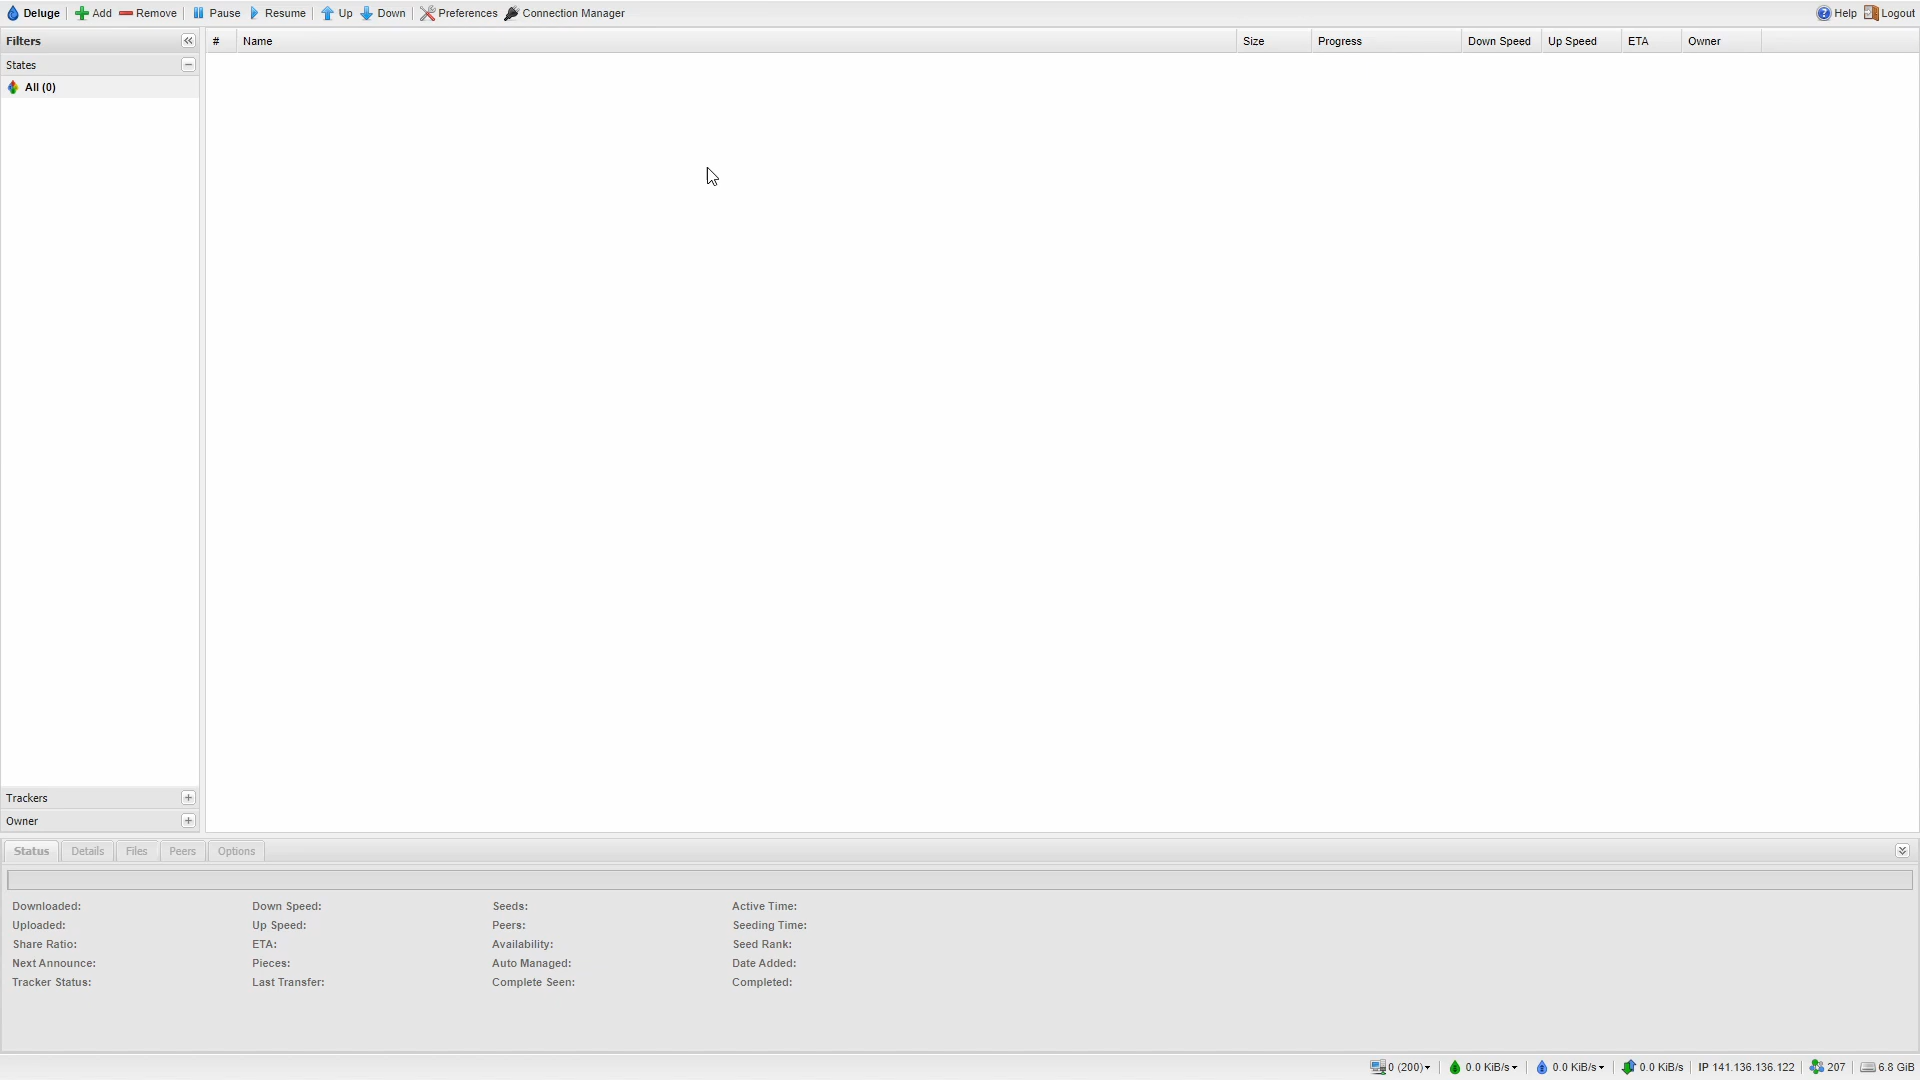 Deluge Add Remove Pause Resume Up Down Preferences Connection Manager Help Logout
Filters # Name Size Progress Down Speed Up Speed ETA Owner
States
All (0)
Trackers
Owner
Status Details Files Peers Options
Downloaded: Down Speed: Seeds: Active Time:
Uploaded: Up Speed: Peers: Seeding Time:
Share Ratio: ETA: Availability: Seed Rank:
Next Announce: Pieces: Auto Managed: Date Added:
Tracker Status: Last Transfer: Complete Seen: Completed:
0 (200) 0.0 KiB/s 0.0 KiB/s 0.0 KiB/s IP 141.136.136.122 207 6.8 GiB